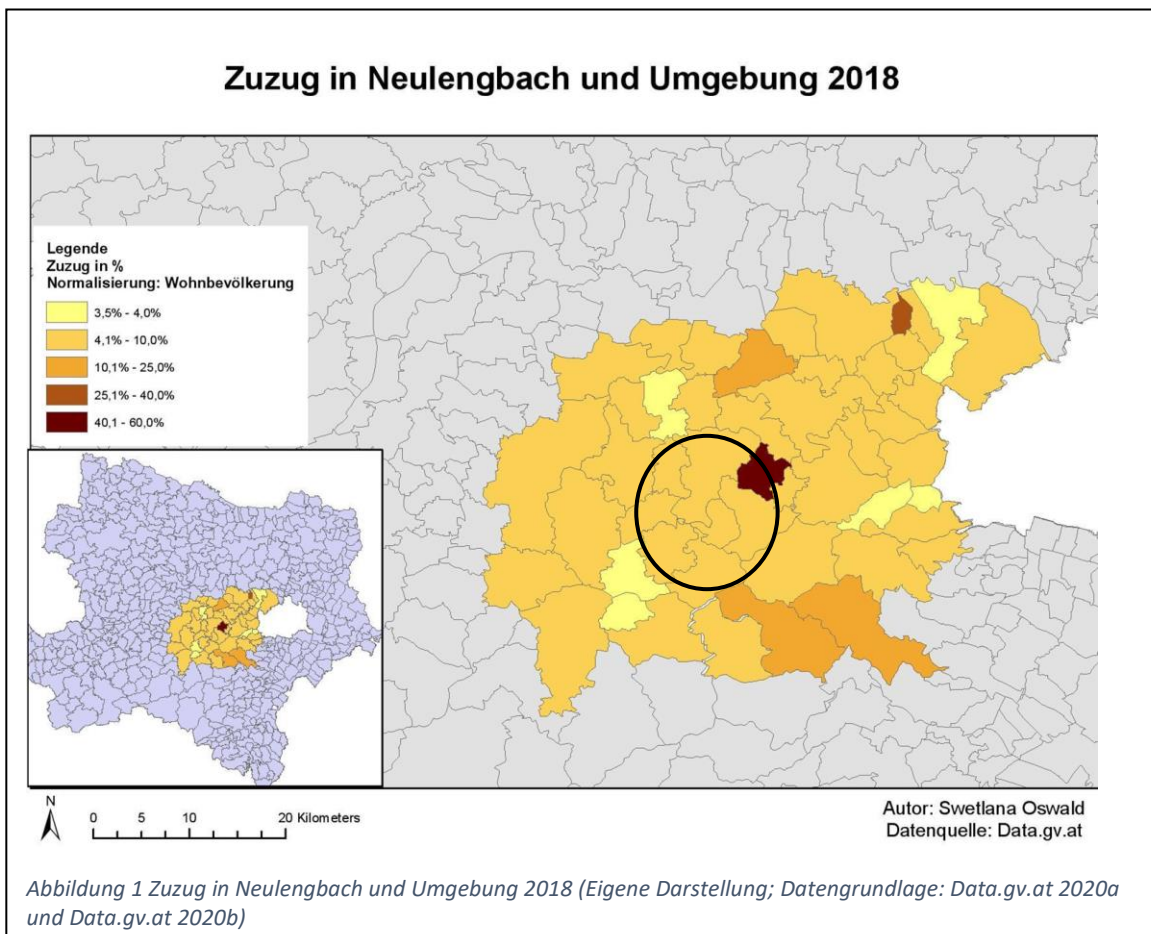 Zuzug in Neulengbach und Umgebung 2018
Legende
Zuzug in %
Normalisierung: Wohnbevölkerung
3,5% - 4,0%
4,1% - 10,0%
10,1% - 25,0%
25,1% - 40,0%
40,1 - 60,0%
N
0 5 10 20 Kilometers
Autor: Swetlana Oswald
Datenquelle: Data.gv.at
Abbildung 1 Zuzug in Neulengbach und Umgebung 2018 (Eigene Darstellung; Datengrundlage: Data.gv.at 2020a
und Data.gv.at 2020b)